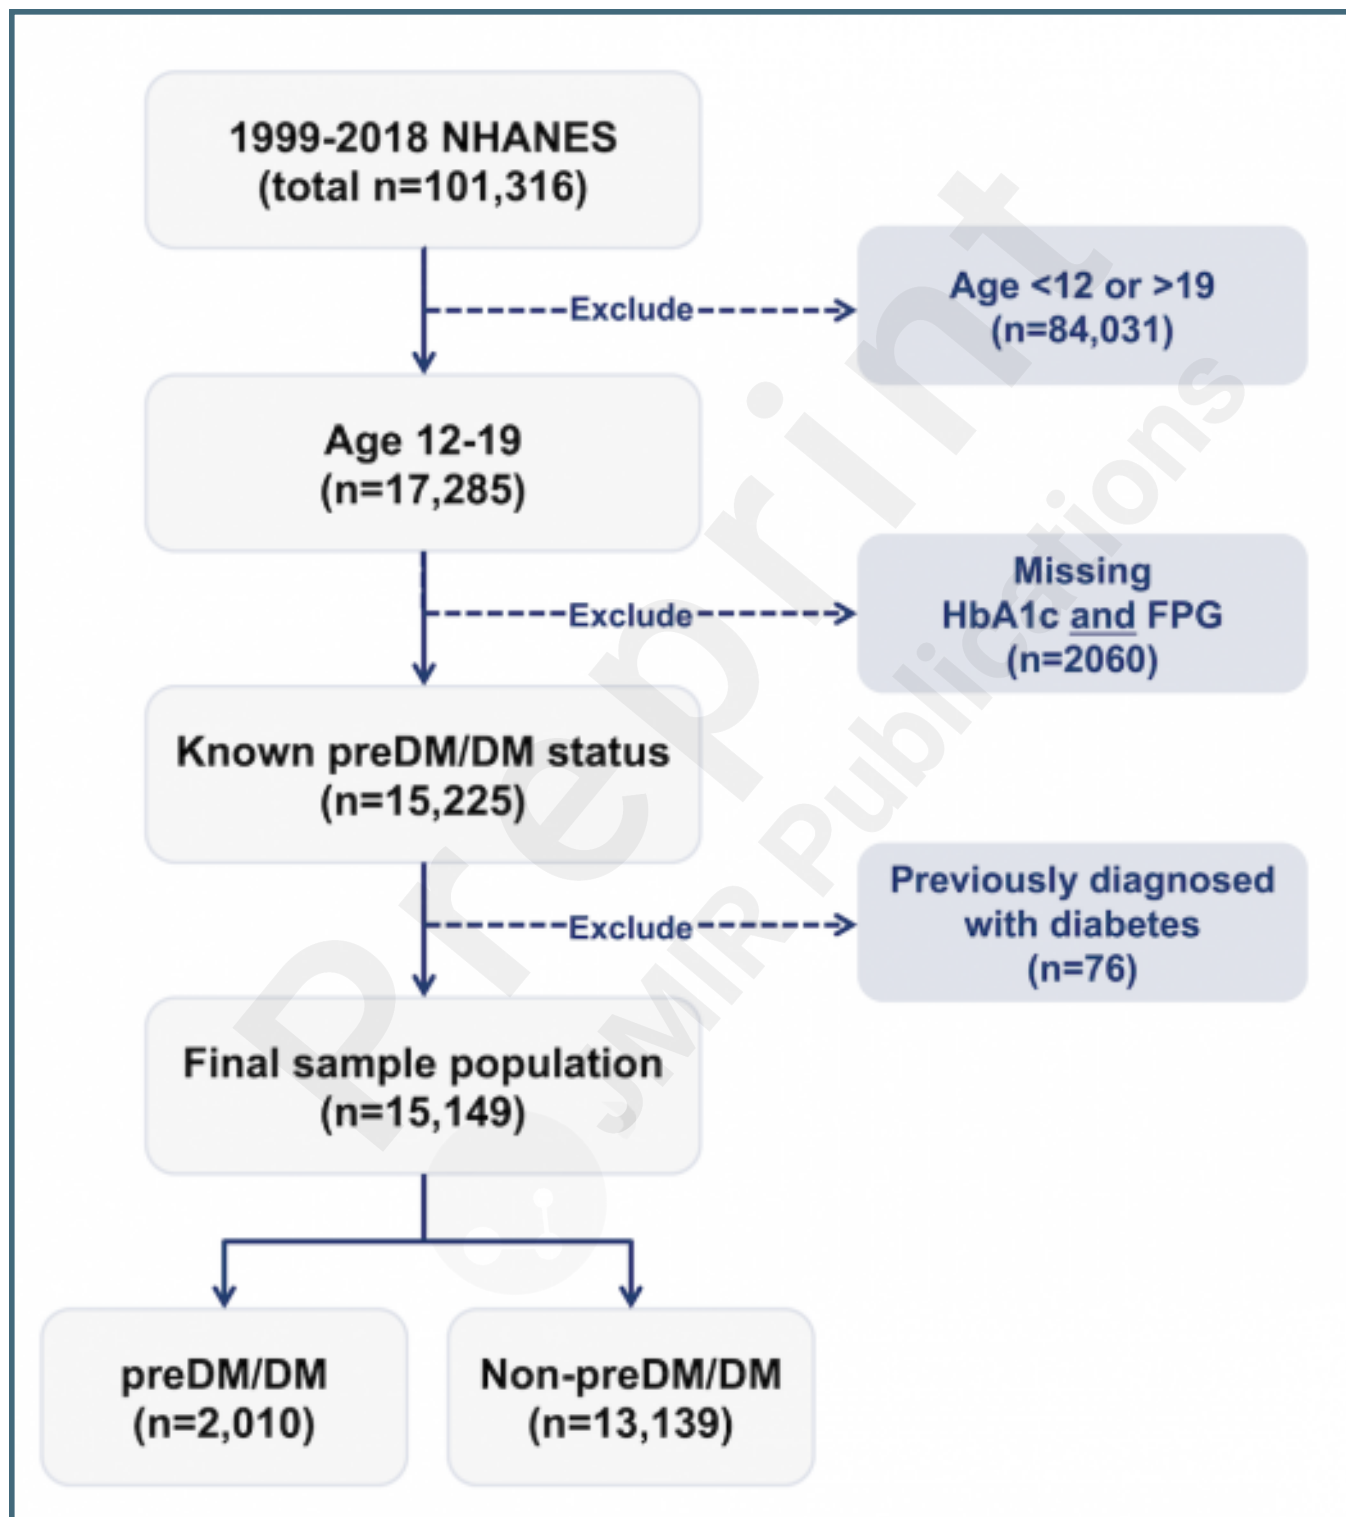 1999-2018 NHANES
(total n=101,316)
Exclude
Age <12 or >19
(n=84,031)
Age 12-19
(n=17,285)
Exclude
Missing
HbA1c and FPG
(n=2060)
Known preDM/DM status
(n=15,225)
Exclude
Previously diagnosed
with diabetes
(n=76)
Final sample population
(n=15,149)
preDM/DM
(n=2,010)
Non-preDM/DM
(n=13,139)
Preprint
JMIR Publications